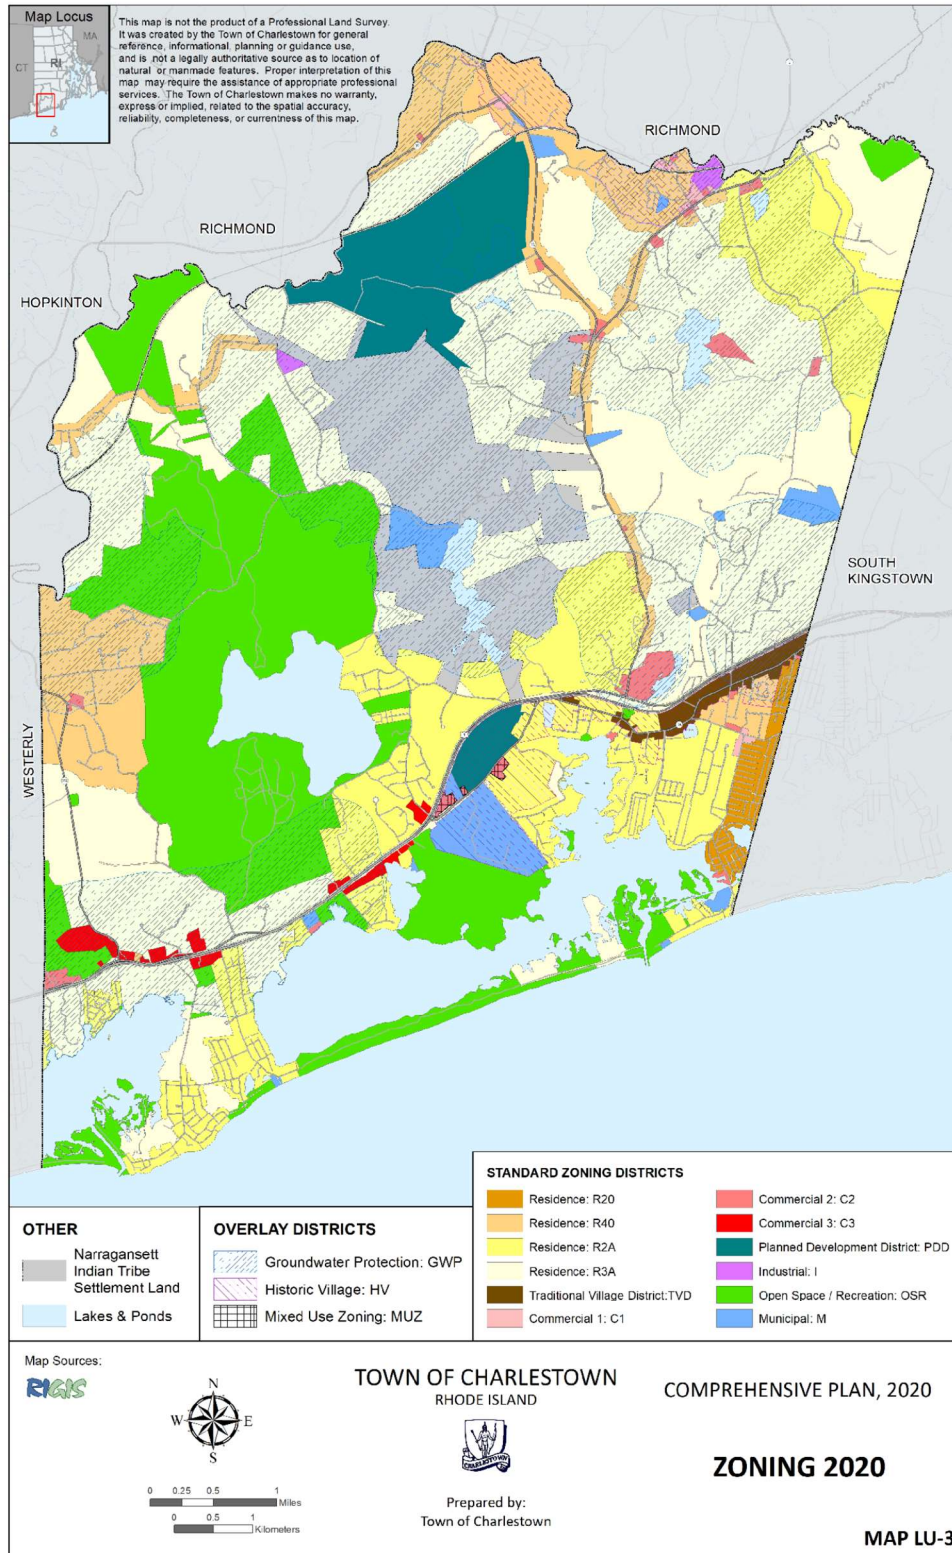 Map Locus
MA
CT
RI
This map is not the product of a Professional Land Survey.
It was created by the Town of Charlestown for general
reference, informational, planning or guidance use,
and is not a legally authoritative source as to location of
natural or manmade features. Proper interpretation of this
map may require the assistance of appropriate professional
services. The Town of Charlestown makes no warranty,
express or implied, related to the spatial accuracy,
reliability, completeness, or currentness of this map.
RICHMOND
RICHMOND
HOPKINTON
SOUTH
KINGSTOWN
WESTERLY
OTHER
Narragansett
Indian Tribe
Settlement Land
Lakes & Ponds
OVERLAY DISTRICTS
Groundwater Protection: GWP
Historic Village: HV
Mixed Use Zoning: MUZ
STANDARD ZONING DISTRICTS
Residence: R20
Residence: R40
Residence: R2A
Residence: R3A
Traditional Village District:TVD
Commercial 1: C1
Commercial 2: C2
Commercial 3: C3
Planned Development District: PDD
Industrial: I
Open Space / Recreation: OSR
Municipal: M
Map Sources:
RIGIS
N
W E
S
0 0.25 0.5 1
Miles
0 0.5 1
Kilometers
TOWN OF CHARLESTOWN
RHODE ISLAND
CHARLESTOWN
Prepared by:
Town of Charlestown
COMPREHENSIVE PLAN, 2020
ZONING 2020
MAP LU-3